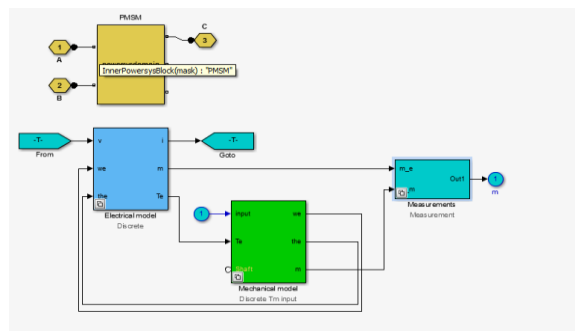 PMSM
C
1
3
A
InnerPowersysBlock(mask) : "PMSM"
2
B
-T-
From
v
i
we
m
the
Te
Electrical model
Discrete
-T-
Goto
m_e
Out1
Measurements
Measurement
1
m
1
input
we
Te
the
m
Mechanical model
Discrete Tm input